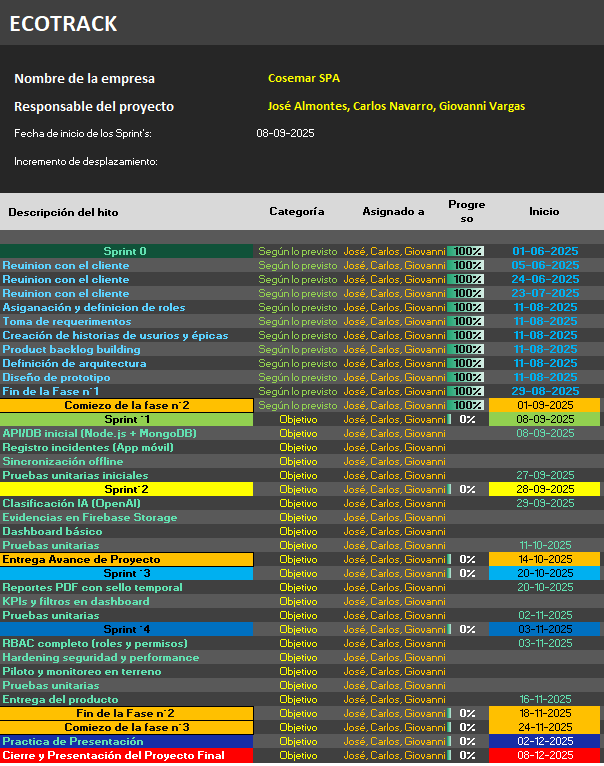 ECOTRACK
Nombre de la empresa Cosemar SPA
Responsable del proyecto José Almontes, Carlos Navarro, Giovanni Vargas
Fecha de inicio de los Sprint's: 08-09-2025
Incremento de desplazamiento:
Descripción del hito Categoría Asignado a Progreso Inicio
Sprint 0 Según lo previsto José, Carlos, Giovanni 100% 01-06-2025
Reunion con el cliente Según lo previsto José, Carlos, Giovanni 100% 05-06-2025
Reunion con el cliente Según lo previsto José, Carlos, Giovanni 100% 24-06-2025
Reunion con el cliente Según lo previsto José, Carlos, Giovanni 100% 23-07-2025
Asiganación y definicion de roles Según lo previsto José, Carlos, Giovanni 100% 11-08-2025
Toma de requerimentos Según lo previsto José, Carlos, Giovanni 100% 11-08-2025
Creación de historias de usurios y épicas Según lo previsto José, Carlos, Giovanni 100% 11-08-2025
Product backlog building Según lo previsto José, Carlos, Giovanni 100% 11-08-2025
Definición de arquitectura Según lo previsto José, Carlos, Giovanni 100% 11-08-2025
Diseño de prototipo Según lo previsto José, Carlos, Giovanni 100% 11-08-2025
Fin de la Fase n°1 Según lo previsto José, Carlos, Giovanni 100% 29-08-2025
Comiezo de la fase n°2 Según lo previsto José, Carlos, Giovanni 100% 01-09-2025
Sprint °1 Objetivo José, Carlos, Giovanni 0% 08-09-2025
API/DB inicial (Node.js + MongoDB) Objetivo José, Carlos, Giovanni 08-09-2025
Registro incidentes (App móvil) Objetivo José, Carlos, Giovanni
Sincronización offline Objetivo José, Carlos, Giovanni
Pruebas unitarias iniciales Objetivo José, Carlos, Giovanni 27-09-2025
Sprint°2 Objetivo José, Carlos, Giovanni 0% 28-09-2025
Clasificación IA (OpenAI) Objetivo José, Carlos, Giovanni 29-09-2025
Evidencias en Firebase Storage Objetivo José, Carlos, Giovanni
Dashboard básico Objetivo José, Carlos, Giovanni
Pruebas unitarias Objetivo José, Carlos, Giovanni 11-10-2025
Entrega Avance de Proyecto Objetivo José, Carlos, Giovanni 0% 14-10-2025
Sprint °3 Objetivo José, Carlos, Giovanni 0% 20-10-2025
Reportes PDF con sello temporal Objetivo José, Carlos, Giovanni 20-10-2025
KPIs y filtros en dashboard Objetivo José, Carlos, Giovanni
Pruebas unitarias Objetivo José, Carlos, Giovanni 02-11-2025
Sprint °4 Objetivo José, Carlos, Giovanni 0% 03-11-2025
RBAC completo (roles y permisos) Objetivo José, Carlos, Giovanni 03-11-2025
Hardening seguridad y performance Objetivo José, Carlos, Giovanni
Piloto y monitoreo en terreno Objetivo José, Carlos, Giovanni
Pruebas unitarias Objetivo José, Carlos, Giovanni
Entrega del producto Objetivo José, Carlos, Giovanni 16-11-2025
Fin de la Fase n°2 Objetivo José, Carlos, Giovanni 0% 18-11-2025
Comiezo de la fase n°3 Objetivo José, Carlos, Giovanni 0% 24-11-2025
Practica de Presentación Objetivo José, Carlos, Giovanni 0% 02-12-2025
Cierre y Presentación del Proyecto Final Objetivo José, Carlos, Giovanni 0% 08-12-2025